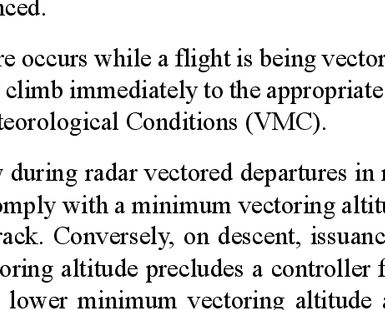 nced.
re occurs while a flight is being vector
climb immediately to the appropriate
teorological Conditions (VMC).
y during radar vectored departures in
omply with a minimum vectoring altitu
rack. Conversely, on descent, issuanc
oring altitude precludes a controller f
lower minimum vectoring altitude a